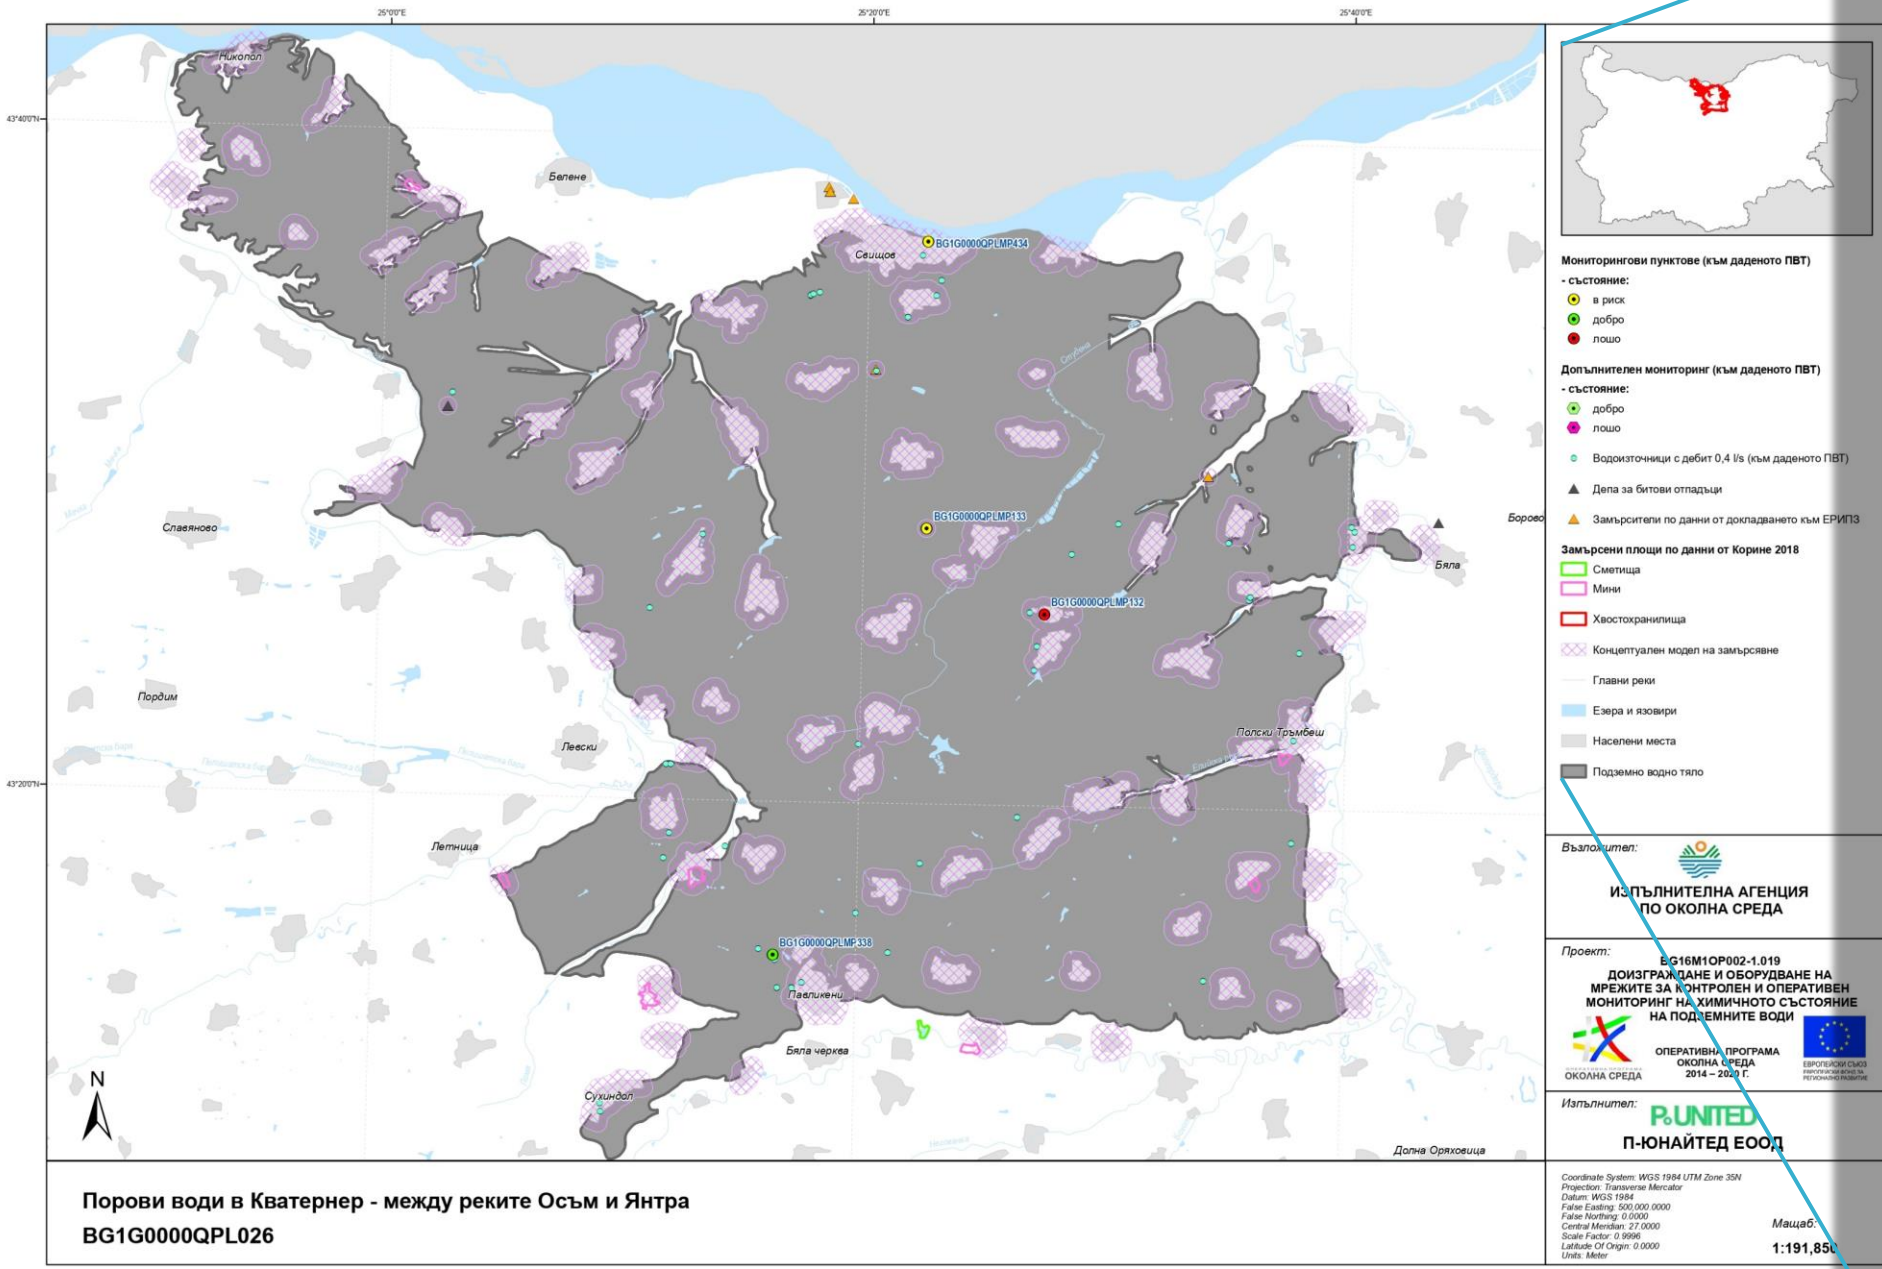 25°0'0"E
25°20'0"E
25°40'0"E
43°40'0"N
43°20'0"N
Никопол
Белене
Свищов
BG1G0000QPLMP434
Студена
Славяново
BG1G0000QPLMP133
Борово
Бяла
BG1G0000QPLMP132
Пордим
Левски
Полски Тръмбеш
Летница
BG1G0000QPLMP338
Павликени
Бяла черква
Сухиндол
Долна Оряховица
N
Мониторингови пунктове (към даденото ПВТ)
- състояние:
в риск
добро
лошо
Допълнителен мониторинг (към даденото ПВТ)
- състояние:
добро
лошо
Водоизточници с дебит 0,4 l/s (към даденото ПВТ)
Депа за битови отпадъци
Замърсители по данни от докладването към ЕРИПЗ
Замърсени площи по данни от Корине 2018
Сметища
Мини
Хвостохранилища
Концептуален модел на замърсявне
Главни реки
Езера и язовири
Населени места
Подземно водно тяло
Възложител:
ИЗПЪЛНИТЕЛНА АГЕНЦИЯ
ПО ОКОЛНА СРЕДА
Проект:
BG16M1OP002-1.019
ДОИЗГРАЖДАНЕ И ОБОРУДВАНЕ НА
МРЕЖИТЕ ЗА КОНТРОЛЕН И ОПЕРАТИВЕН
МОНИТОРИНГ НА ХИМИЧНОТО СЪСТОЯНИЕ
НА ПОДЗЕМНИТЕ ВОДИ
ОПЕРАТИВНА ПРОГРАМА
ОКОЛНА СРЕДА
2014 – 2020 Г.
ОКОЛНА СРЕДА
ЕВРОПЕЙСКИ СЪЮЗ
Изпълнител:
P.UNITED
П-ЮНАЙТЕД ЕООД
Coordinate System: WGS 1984 UTM Zone 35N
Projection: Transverse Mercator
Datum: WGS 1984
False Easting: 500,000.0000
False Northing: 0.0000
Central Meridian: 27.0000
Scale Factor: 0.9996
Latitude Of Origin: 0.0000
Units: Meter
Мащаб:
1:191,850
Порови води в Кватернер - между реките Осъм и Янтра
BG1G0000QPL026